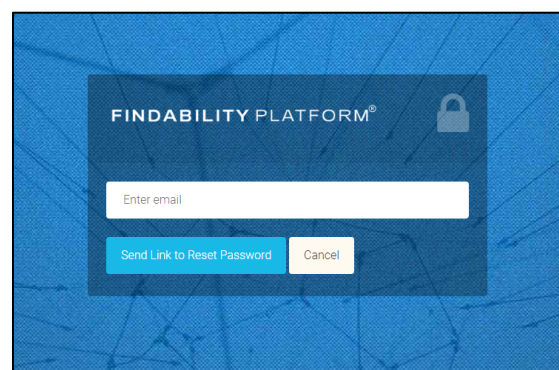 FINDABILITY PLATFORM®
Enter email
Send Link to Reset Password
Cancel